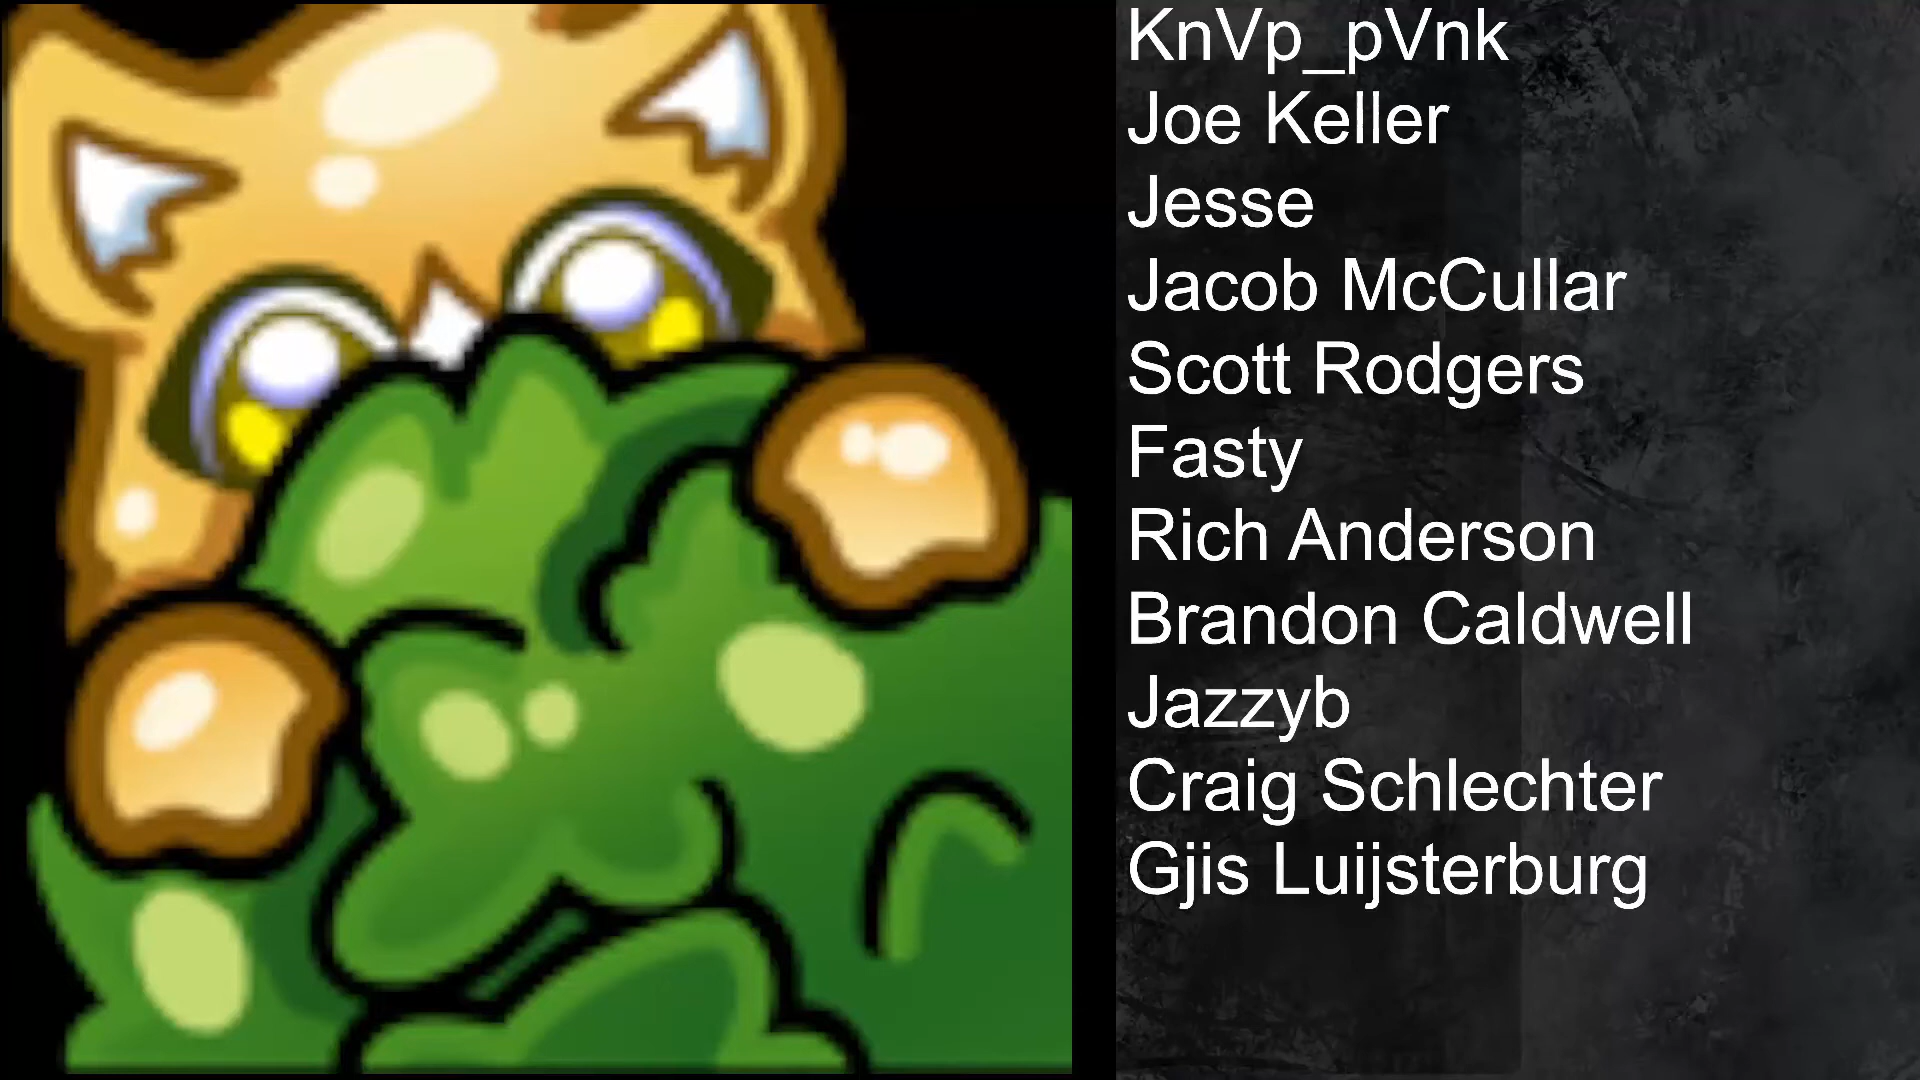 KnVp_pVnk
Joe Keller
Jesse
Jacob McCullar
Scott Rodgers
Fasty
Rich Anderson
Brandon Caldwell
Jazzyb
Craig Schlechter
Gjis Luijsterburg